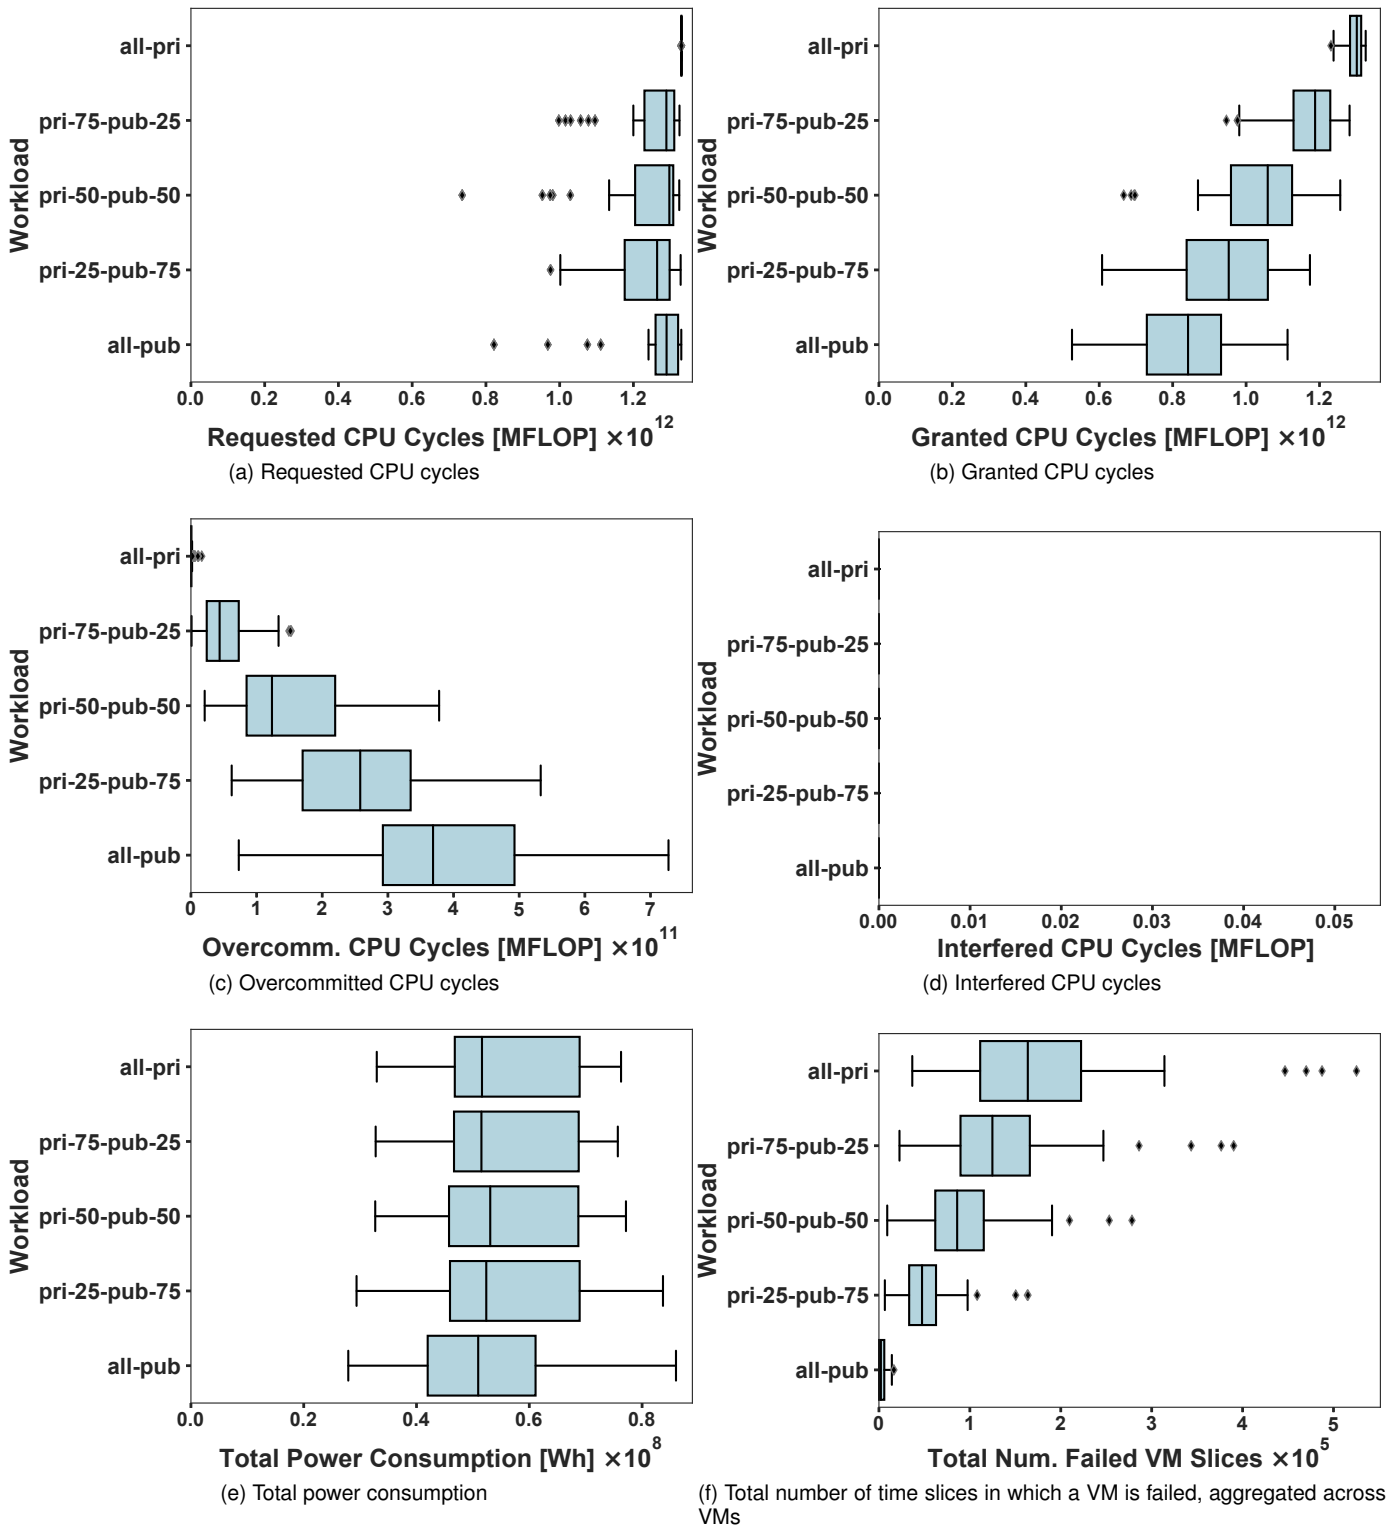 all-pri
pri-75-pub-25
pri-50-pub-50
pri-25-pub-75
all-pub
Workload
0.0 0.2 0.4 0.6 0.8 1.0 1.2
Requested CPU Cycles [MFLOP] ×10^12
(a) Requested CPU cycles
all-pri
pri-75-pub-25
pri-50-pub-50
pri-25-pub-75
all-pub
Workload
0.0 0.2 0.4 0.6 0.8 1.0 1.2
Granted CPU Cycles [MFLOP] ×10^12
(b) Granted CPU cycles
all-pri
pri-75-pub-25
pri-50-pub-50
pri-25-pub-75
all-pub
Workload
0 1 2 3 4 5 6 7
Overcomm. CPU Cycles [MFLOP] ×10^11
(c) Overcommitted CPU cycles
all-pri
pri-75-pub-25
pri-50-pub-50
pri-25-pub-75
all-pub
Workload
0.00 0.01 0.02 0.03 0.04 0.05
Interfered CPU Cycles [MFLOP]
(d) Interfered CPU cycles
all-pri
pri-75-pub-25
pri-50-pub-50
pri-25-pub-75
all-pub
Workload
0.0 0.2 0.4 0.6 0.8
Total Power Consumption [Wh] ×10^8
(e) Total power consumption
all-pri
pri-75-pub-25
pri-50-pub-50
pri-25-pub-75
all-pub
Workload
0 1 2 3 4 5
Total Num. Failed VM Slices ×10^5
(f) Total number of time slices in which a VM is failed, aggregated across
VMs